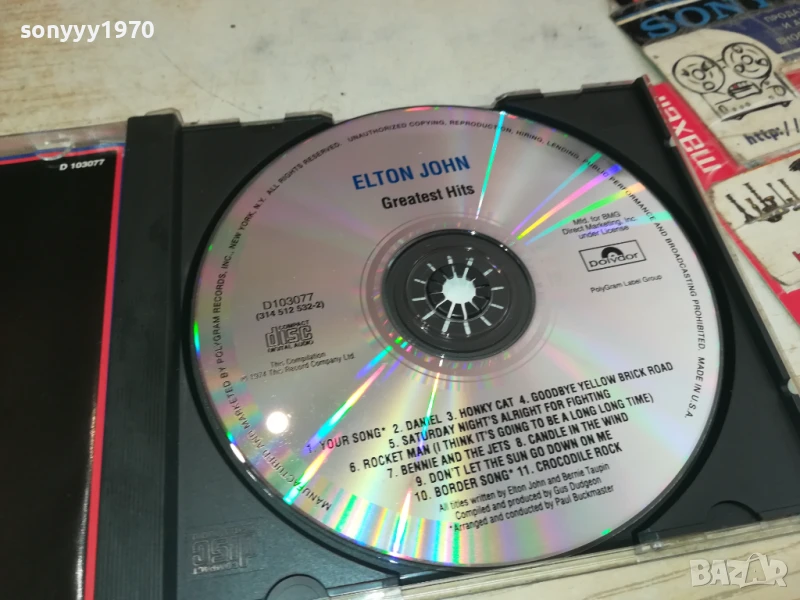 sonyyy1970
D 103077
ELTON JOHN
Greatest Hits
Mfd. for BMG
Direct Marketing, Inc.
under License
polydor
PolyGram Label Group
D103077
(314 512 532-2)
COMPACT
disc
DIGITAL AUDIO
This Compilation
1974 This Record Company Ltd.
1. YOUR SONG* 2. DANIEL 3. HONKY CAT 4. GOODBYE YELLOW BRICK ROAD
5. SATURDAY NIGHT'S ALRIGHT FOR FIGHTING
6. ROCKET MAN (I THINK IT'S GOING TO BE A LONG LONG TIME)
7. BENNIE AND THE JETS 8. CANDLE IN THE WIND
9. DON'T LET THE SUN GO DOWN ON ME
10. BORDER SONG* 11. CROCODILE ROCK
All titles written by Elton John and Bernie Taupin
Compiled and produced by Gus Dudgeon
*Arranged and conducted by Paul Buckmaster
MANUFACTURED AND MARKETED BY POLYGRAM RECORDS, INC., NEW YORK, N.Y. ALL RIGHTS RESERVED. UNAUTHORIZED COPYING, REPRODUCTION, HIRING, LENDING, PUBLIC PERFORMANCE AND BROADCASTING PROHIBITED. MADE IN U.S.A.
SONY
http://
maxell
BAZAR